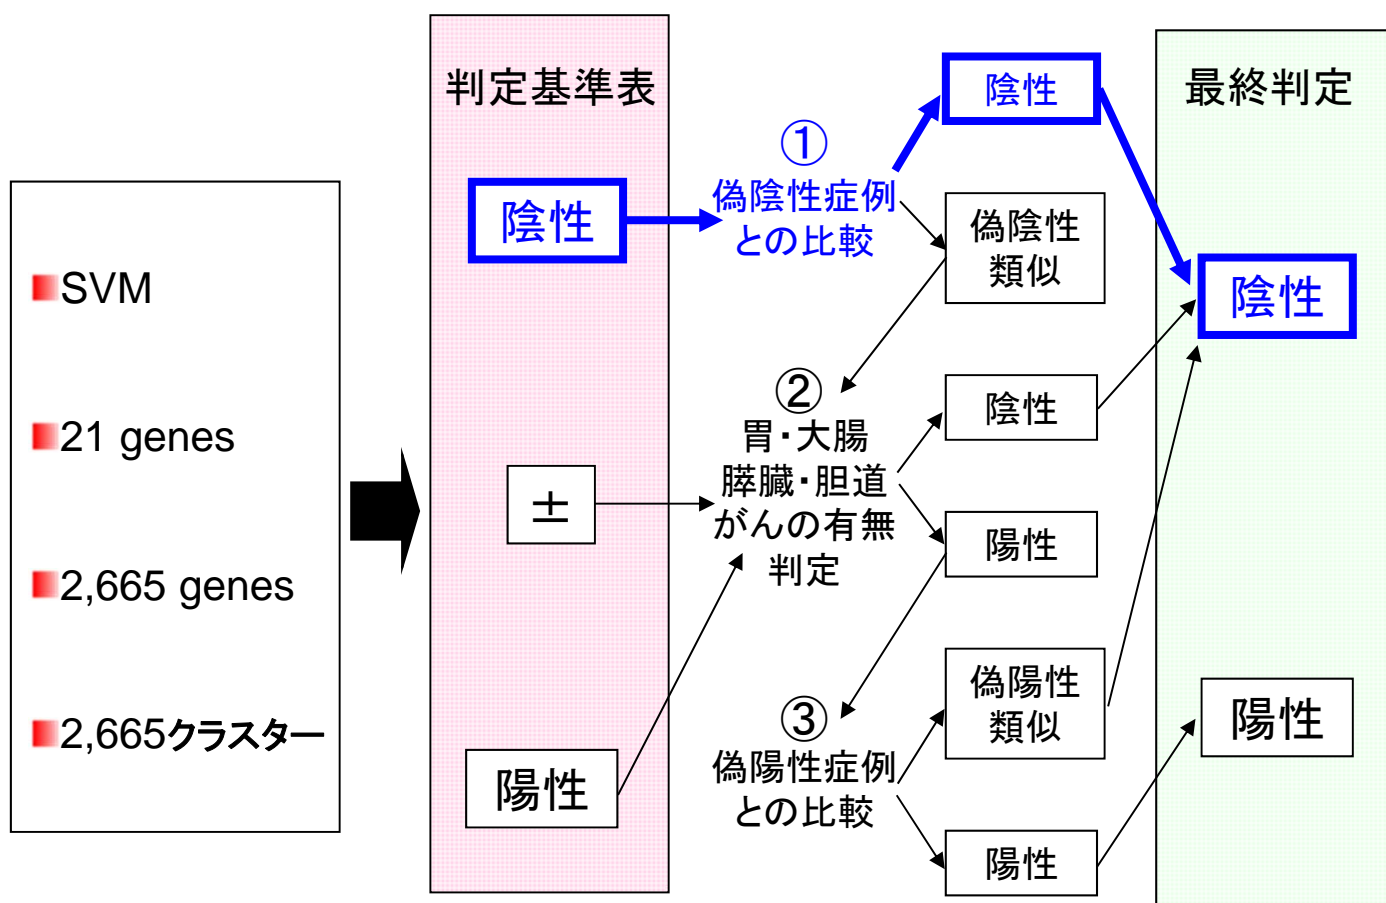 SVM
21 genes
2,665 genes
2,665クラスター
判定基準表
陰性
±
陽性
①
偽陰性症例
との比較
②
胃・大腸
膵臓・胆道
がんの有無
判定
③
偽陽性症例
との比較
陰性
偽陰性
類似
陰性
陽性
偽陽性
類似
陽性
最終判定
陰性
陽性